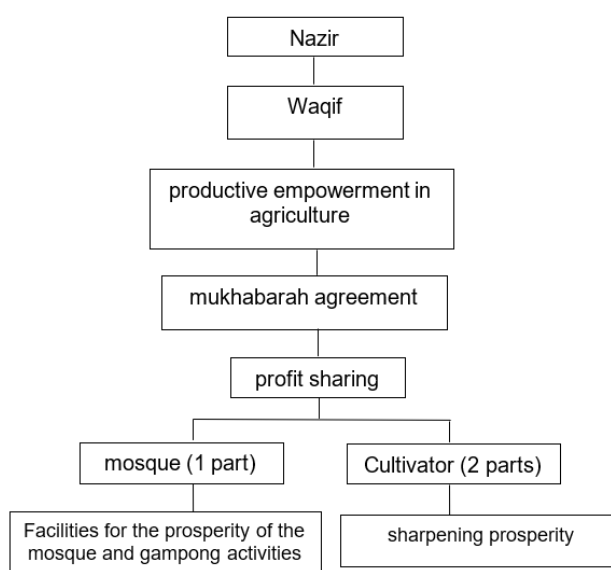 Nazir
Waqif
productive empowerment in
agriculture
mukhabarah agreement
profit sharing
mosque (1 part)
Cultivator (2 parts)
Facilities for the prosperity of the
mosque and gampong activities
sharpening prosperity